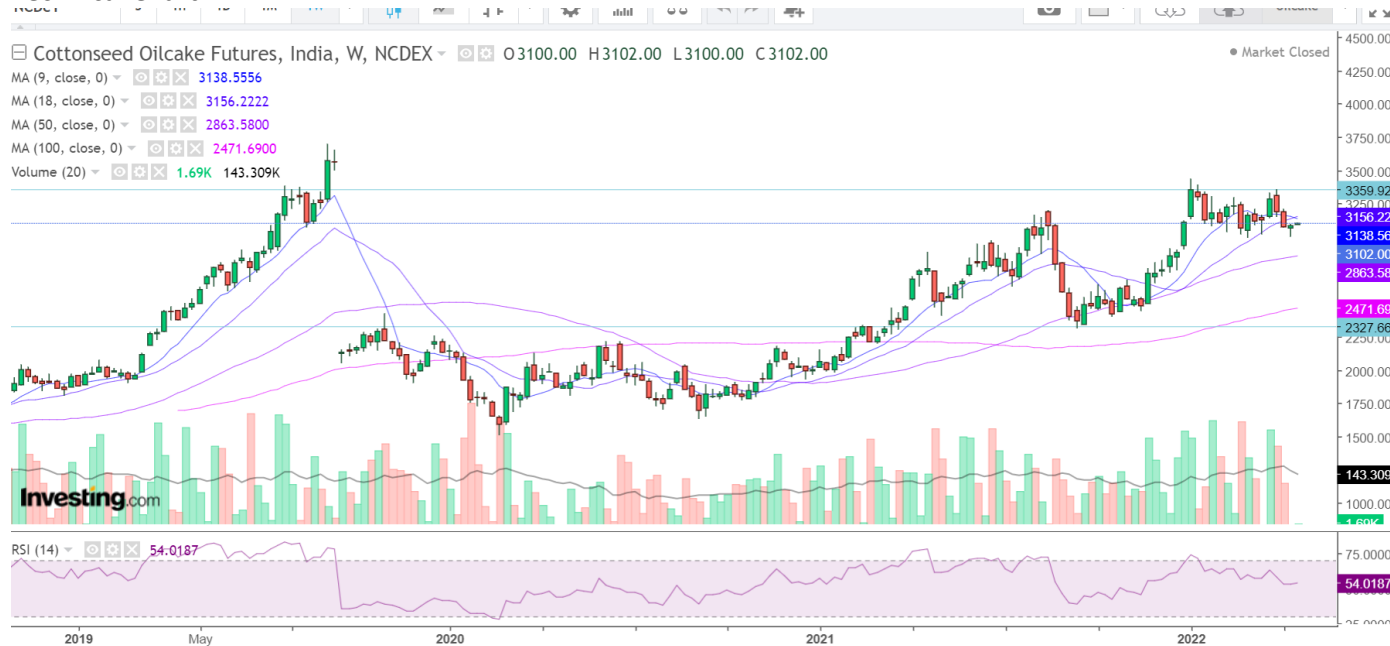 Cottonseed Oilcake Futures, India, W, NCDEX O3100.00 H3102.00 L3100.00 C3102.00
Market Closed
MA (9, close, 0) 3138.5556
MA (18, close, 0) 3156.2222
MA (50, close, 0) 2863.5800
MA (100, close, 0) 2471.6900
Volume (20) 1.69K 143.309K
4500.00
4250.00
4000.00
3750.00
3500.00
3359.92
3250.00
3156.22
3138.56
3102.00
2863.58
2471.69
2327.66
2250.00
2000.00
1750.00
1500.00
143.309
1000.00
1.69K
Investing.com
RSI (14) 54.0187
75.0000
54.0187
25.0000
2019 May 2020 2021 2022